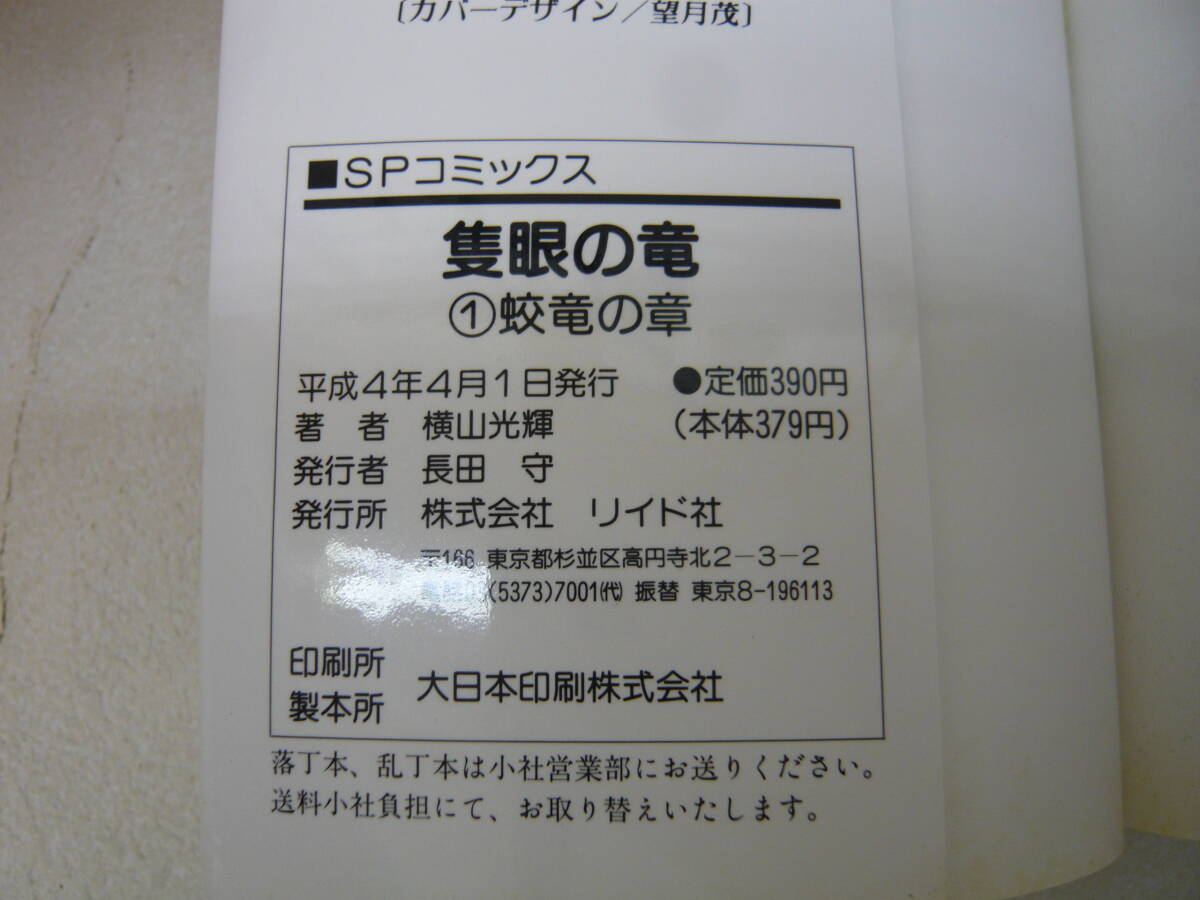 〔カバーデザイン／望月茂〕
■SPコミックス
隻眼の竜
①蛟竜の章
平成4年4月1日発行 ●定価390円
著 者 横山光輝 （本体379円）
発行者 長田 守
発行所 株式会社 リイド社
〒166 東京都杉並区高円寺北2－3－2
(5373)7001㈹ 振替 東京8-196113
印刷所
製本所 大日本印刷株式会社
落丁本、乱丁本は小社営業部にお送りください。
送料小社負担にて、お取り替えいたします。